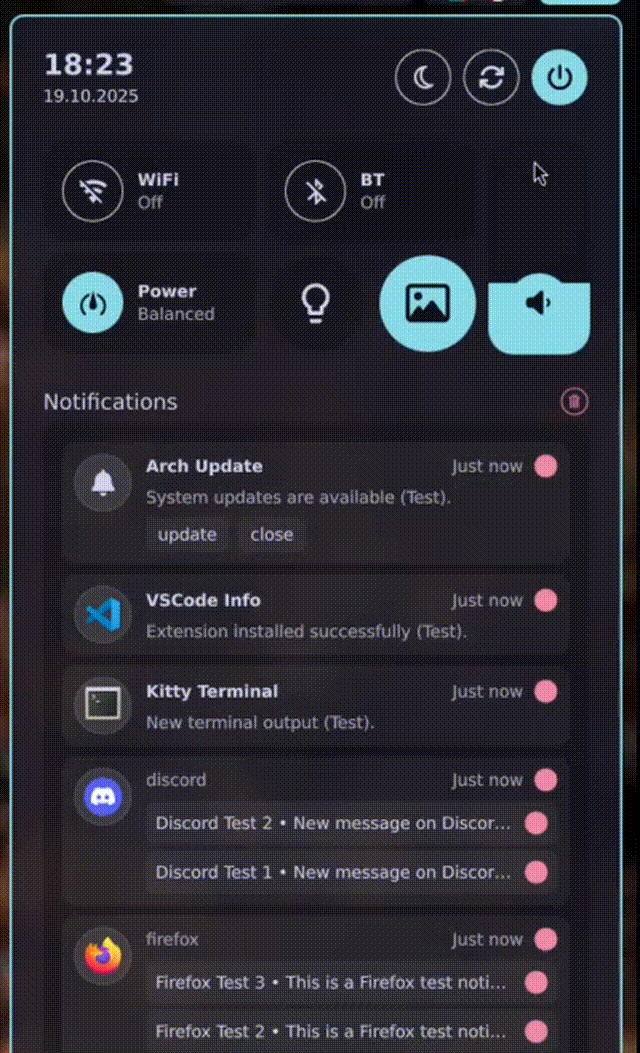 18:23
19.10.2025
WiFi
Off
BT
Off
Power
Balanced
Notifications
Arch Update
Just now
System updates are available (Test).
update
close
VSCode Info
Just now
Extension installed successfully (Test).
Kitty Terminal
Just now
New terminal output (Test).
discord
Just now
Discord Test 2 • New message on Discor...
Discord Test 1 • New message on Discor...
firefox
Just now
Firefox Test 3 • This is a Firefox test noti...
Firefox Test 2 • This is a Firefox test noti...